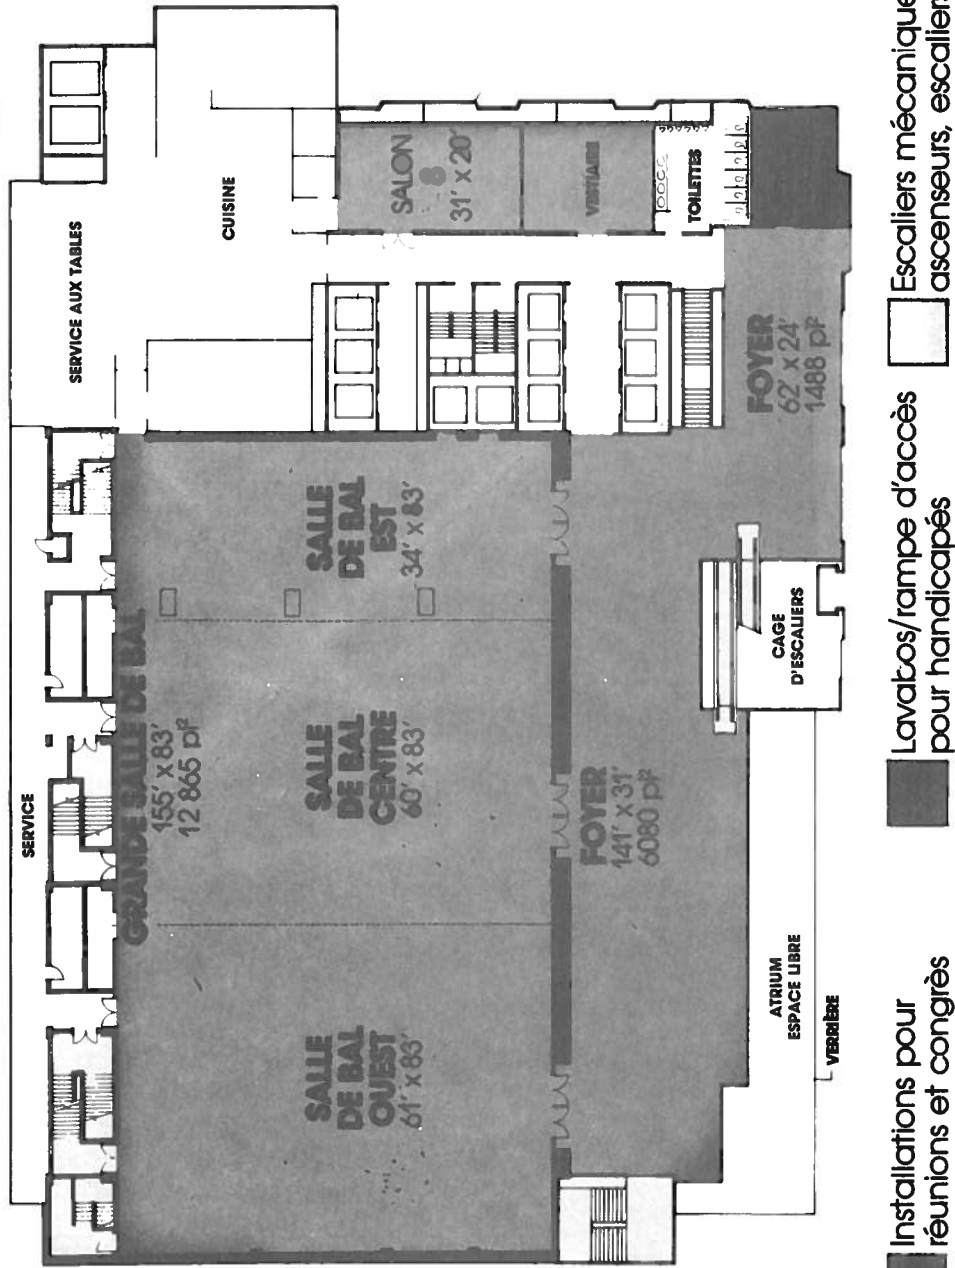 SERVICE
SERVICE AUX TABLES
CUISINE
GRANDE SALLE DE BAL
155' x 83'
12 865 pi²
SALLE
DE BAL
OUEST
61' x 83'
SALLE
DE BAL
CENTRE
60' x 83'
SALLE
DE BAL
EST
34' x 83'
SALON
8
31' x 20'
VESTIAIRE
TOILETTES
FOYER
141' x 31'
6080 pi²
FOYER
62' x 24'
1488 pi²
CAGE
D'ESCALIERS
ATRIUM
ESPACE LIBRE
VERRIÈRE
Installations pour
réunions et congrès
Lavabos/rampe d'accès
pour handicapés
Escaliers mécanique
ascenseurs, escaliers